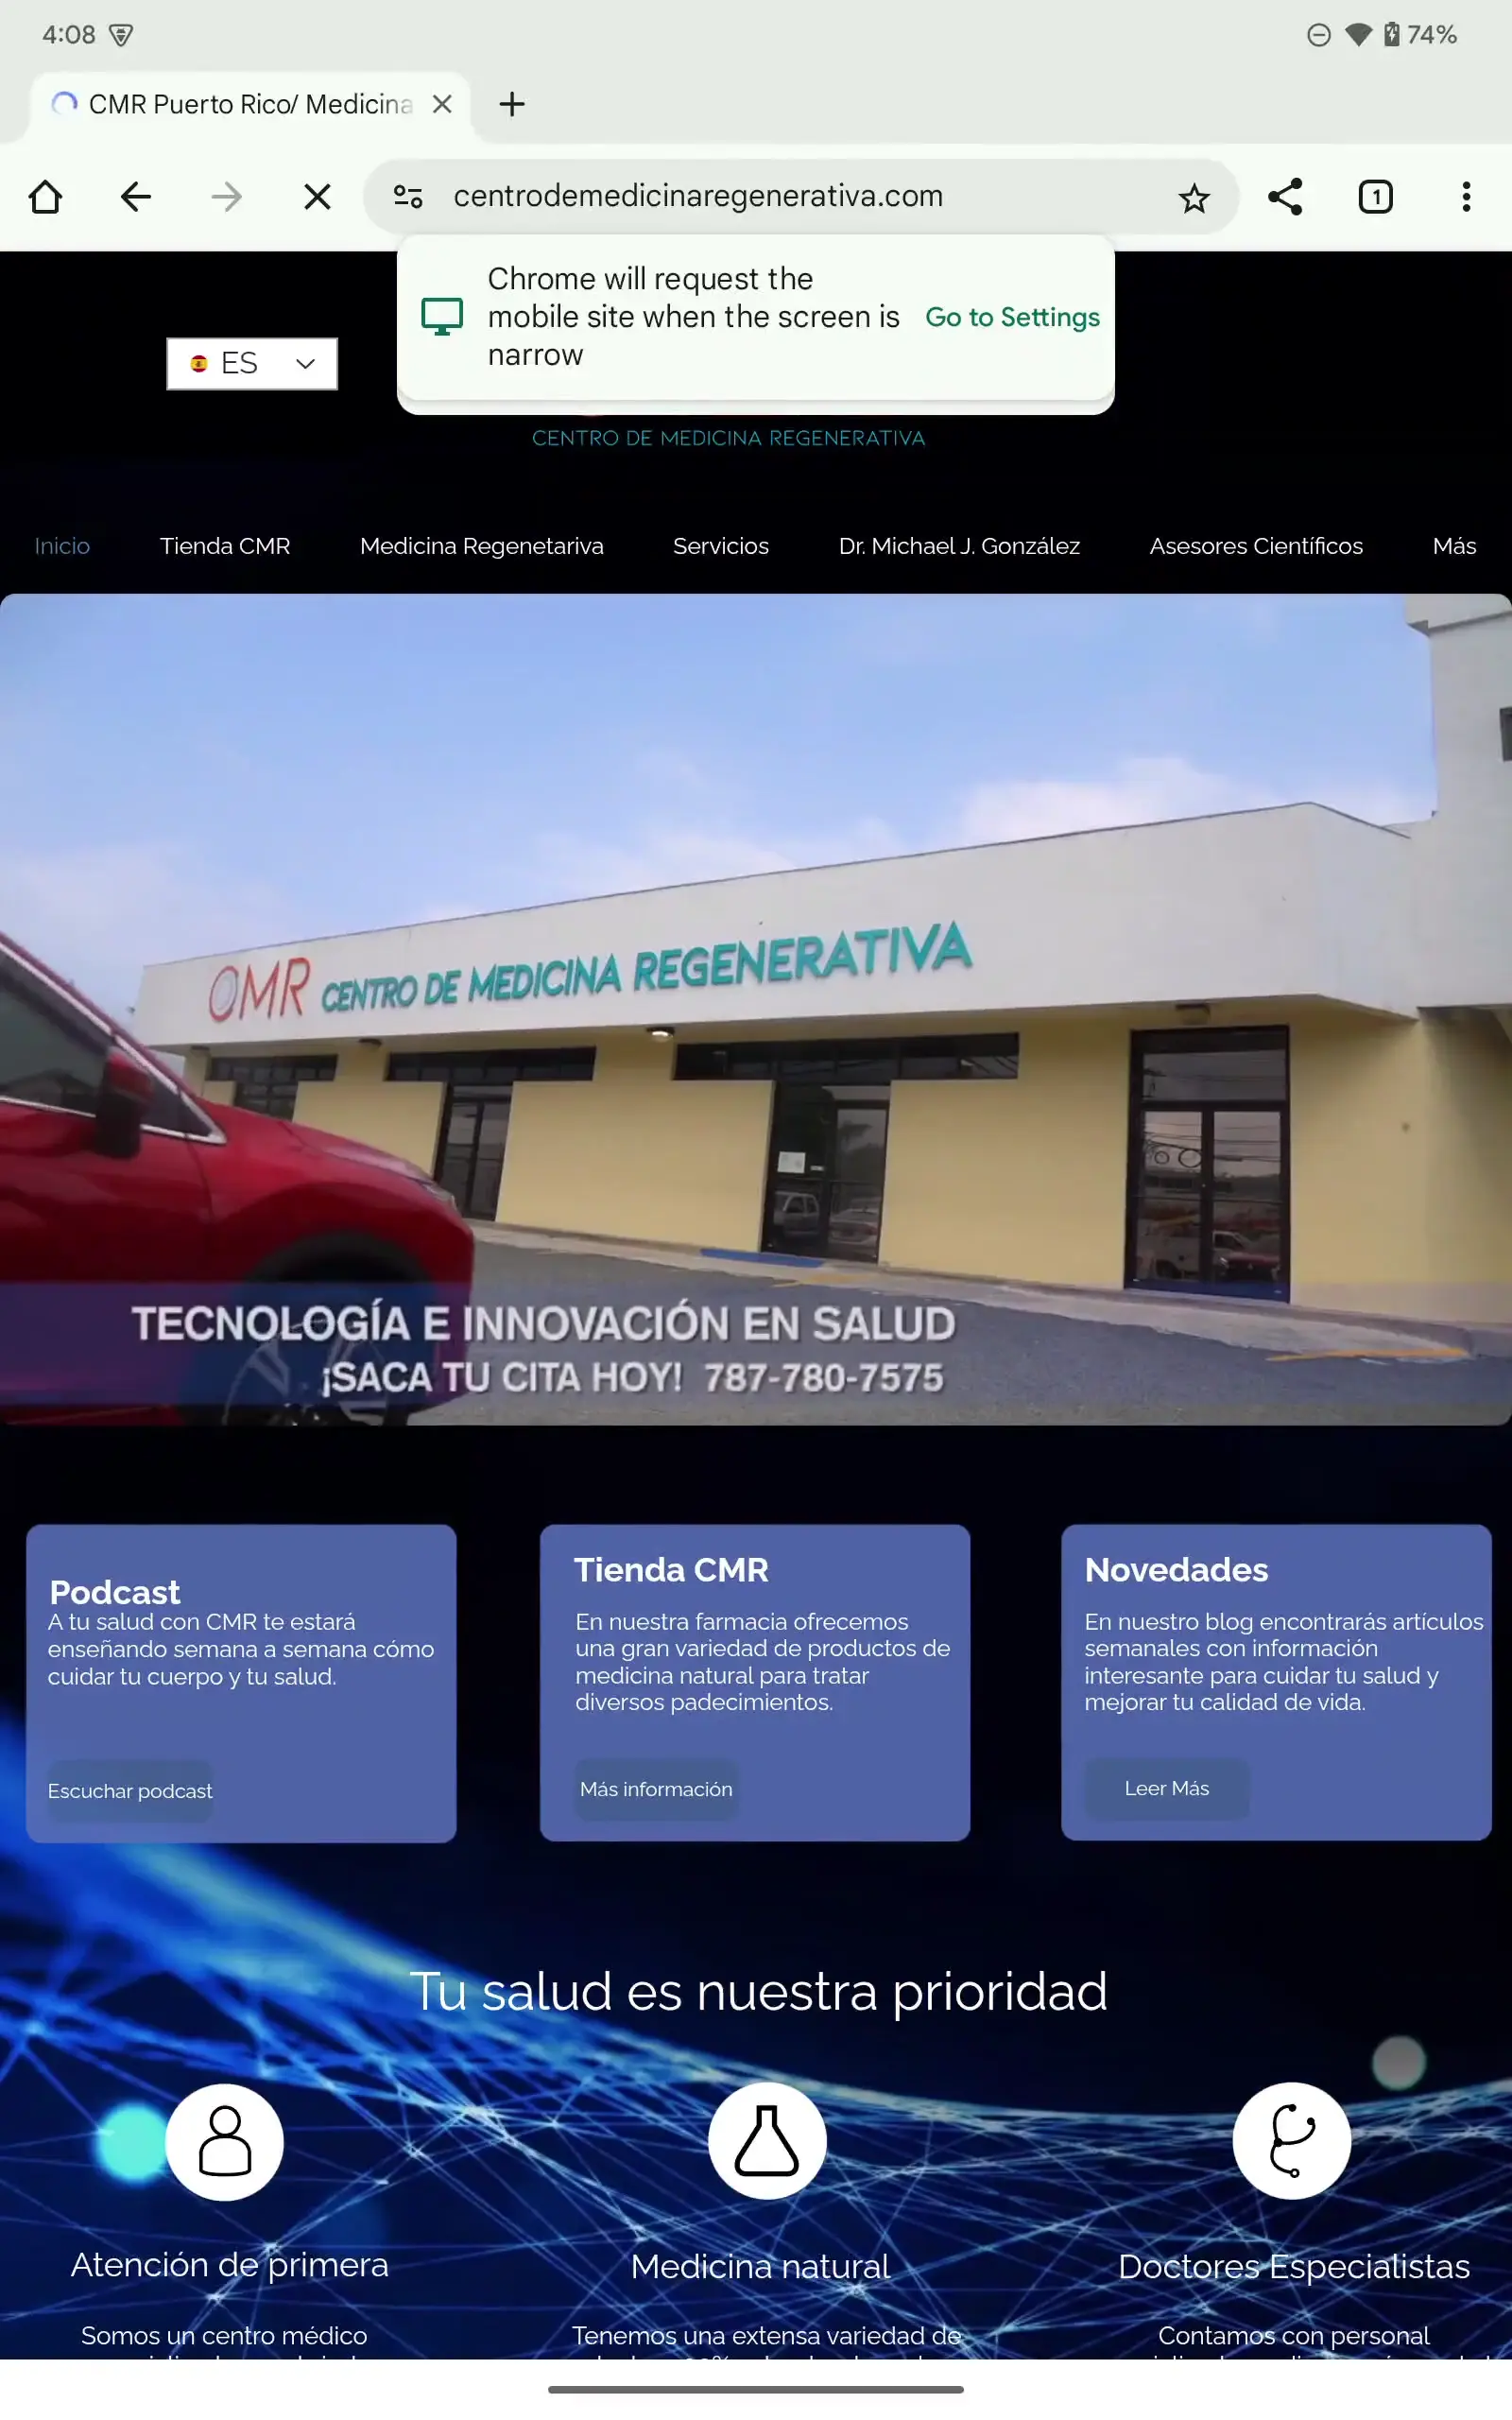 4:08
74%
CMR Puerto Rico/ Medicina
centrodemedicinaregenerativa.com
1
Chrome will request the
mobile site when the screen is
narrow
Go to Settings
ES
CENTRO DE MEDICINA REGENERATIVA
Inicio
Tienda CMR
Medicina Regenetariva
Servicios
Dr. Michael J. González
Asesores Científicos
Más
CMR CENTRO DE MEDICINA REGENERATIVA
TECNOLOGÍA E INNOVACIÓN EN SALUD
¡SACA TU CITA HOY! 787-780-7575
Podcast
A tu salud con CMR te estará
enseñando semana a semana cómo
cuidar tu cuerpo y tu salud.
Escuchar podcast
Tienda CMR
En nuestra farmacia ofrecemos
una gran variedad de productos de
medicina natural para tratar
diversos padecimientos.
Más información
Novedades
En nuestro blog encontrarás artículos
semanales con información
interesante para cuidar tu salud y
mejorar tu calidad de vida.
Leer Más
Tu salud es nuestra prioridad
Atención de primera
Somos un centro médico
Medicina natural
Tenemos una extensa variedad de
Doctores Especialistas
Contamos con personal